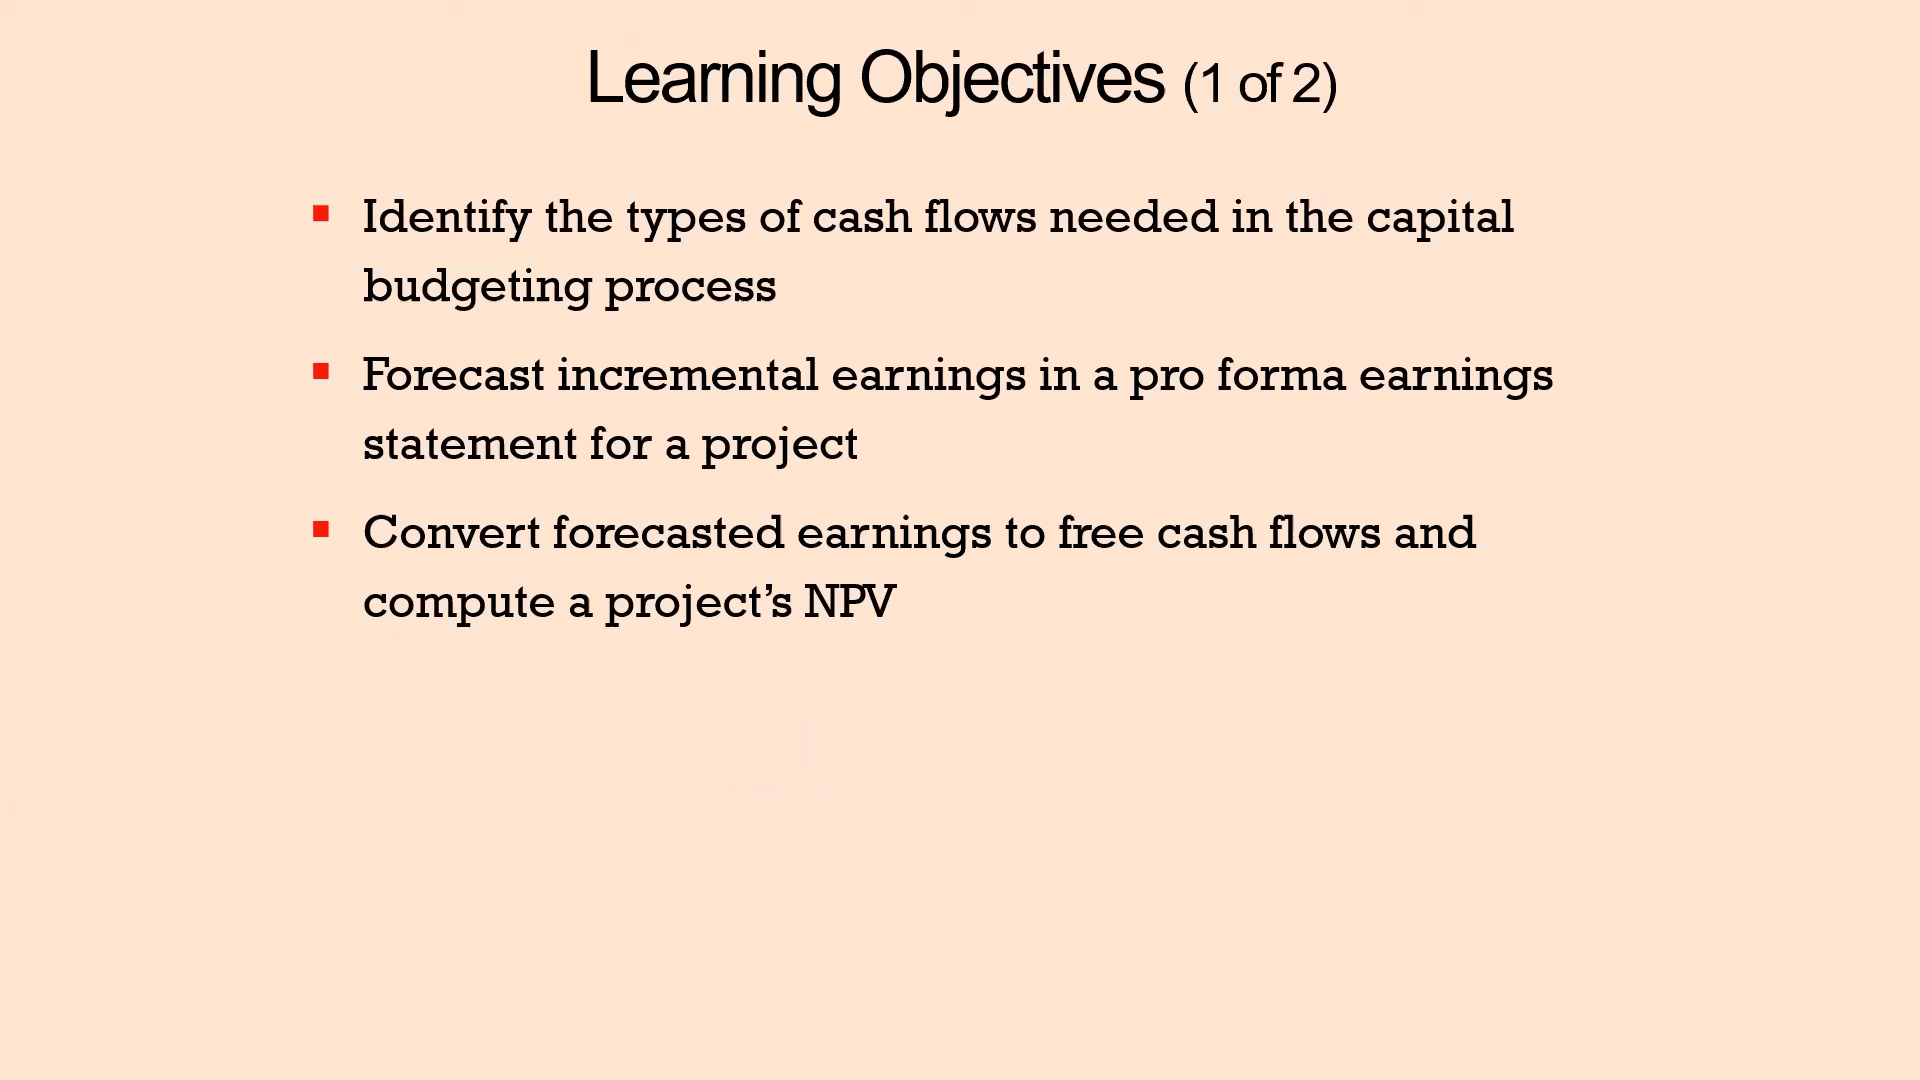 Learning Objectives (1 of 2)
▪ Identify the types of cash flows needed in the capital
budgeting process
▪ Forecast incremental earnings in a pro forma earnings
statement for a project
▪ Convert forecasted earnings to free cash flows and
compute a project’s NPV